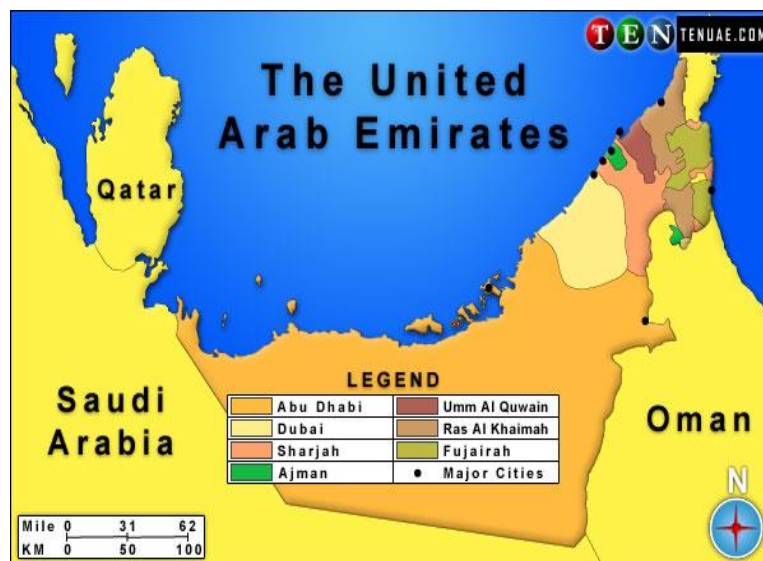 TEN TENUAE.COM
The United
Arab Emirates
Qatar
Saudi
Arabia
Oman
LEGEND
Abu Dhabi Umm Al Quwain
Dubai Ras Al Khaimah
Sharjah Fujairah
Ajman Major Cities
N
Mile 0 31 62
KM 0 50 100